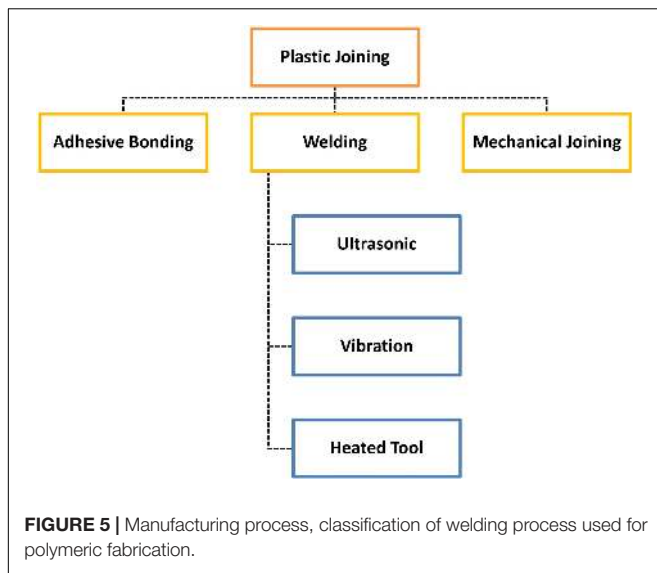 Plastic Joining
Adhesive Bonding
Welding
Mechanical Joining
Ultrasonic
Vibration
Heated Tool
FIGURE 5 | Manufacturing process, classification of welding process used for
polymeric fabrication.